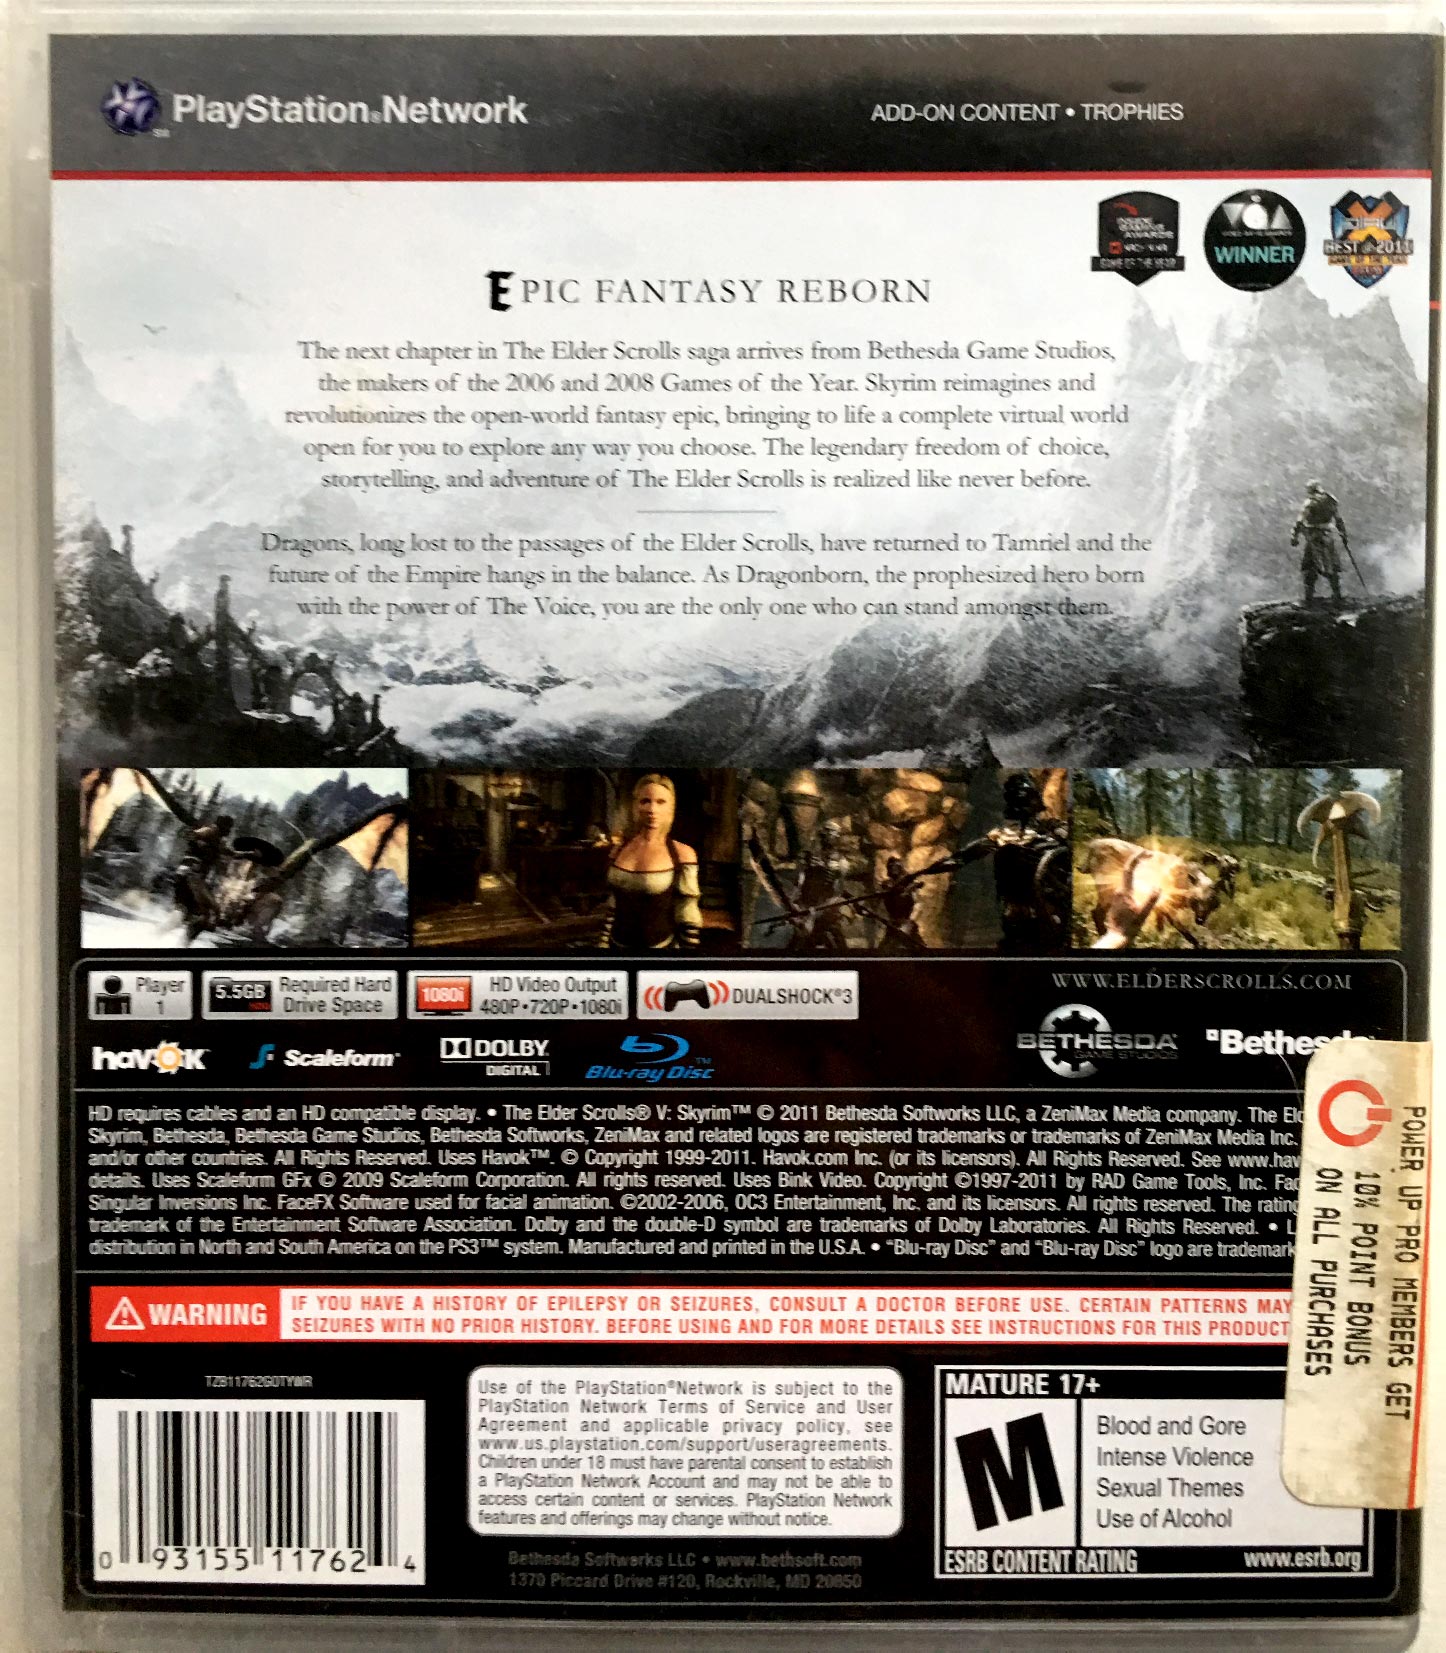 PlayStation®Network
ADD-ON CONTENT • TROPHIES
VGA
WINNER
BEST of 2011
EPIC FANTASY REBORN
The next chapter in The Elder Scrolls saga arrives from Bethesda Game Studios,
the makers of the 2006 and 2008 Games of the Year. Skyrim reimagines and
revolutionizes the open-world fantasy epic, bringing to life a complete virtual world
open for you to explore any way you choose. The legendary freedom of choice,
storytelling, and adventure of The Elder Scrolls is realized like never before.
Dragons, long lost to the passages of the Elder Scrolls, have returned to Tamriel and the
future of the Empire hangs in the balance. As Dragonborn, the prophesized hero born
with the power of The Voice, you are the only one who can stand amongst them.
Player
1
5.5GB
Required Hard
Drive Space
1080i
HD Video Output
480P•720P•1080i
DUALSHOCK®3
WWW.ELDERSCROLLS.COM
havok
Scaleform
DOLBY
DIGITAL
Blu-ray Disc™
BETHESDA
GAME STUDIOS
Bethesda
HD requires cables and an HD compatible display. • The Elder Scrolls® V: Skyrim™ © 2011 Bethesda Softworks LLC, a ZeniMax Media company. The
Skyrim, Bethesda, Bethesda Game Studios, Bethesda Softworks, ZeniMax and related logos are registered trademarks or trademarks of ZeniMax Media Inc.
and/or other countries. All Rights Reserved. Uses Havok™. © Copyright 1999-2011. Havok.com Inc. (or its licensors). All Rights Reserved. See www.hav
details. Uses Scaleform GFx © 2009 Scaleform Corporation. All rights reserved. Uses Bink Video. Copyright ©1997-2011 by RAD Game Tools, Inc.
Singular Inversions Inc. FaceFX Software used for facial animation. ©2002-2006, OC3 Entertainment, Inc. and its licensors. All rights reserved. The rating
trademark of the Entertainment Software Association. Dolby and the double-D symbol are trademarks of Dolby Laboratories. All Rights Reserved. •
distribution in North and South America on the PS3™ system. Manufactured and printed in the U.S.A. • “Blu-ray Disc” and “Blu-ray Disc” logo are trademark
WARNING
IF YOU HAVE A HISTORY OF EPILEPSY OR SEIZURES, CONSULT A DOCTOR BEFORE USE. CERTAIN PATTERNS MAY
SEIZURES WITH NO PRIOR HISTORY. BEFORE USING AND FOR MORE DETAILS SEE INSTRUCTIONS FOR THIS PRODUCT
POWER UP PRO MEMBERS GET
10% POINT BONUS
ON ALL PURCHASES
TZB11762GOTYWR
0 93155 11762 4
Use of the PlayStation®Network is subject to the
PlayStation Network Terms of Service and User
Agreement and applicable privacy policy, see
www.us.playstation.com/support/useragreements.
Children under 18 must have parental consent to establish
a PlayStation Network Account and may not be able to
access certain content or services. PlayStation Network
features and offerings may change without notice.
Bethesda Softworks LLC • www.bethsoft.com
1370 Piccard Drive #120, Rockville, MD 20850
MATURE 17+
M
Blood and Gore
Intense Violence
Sexual Themes
Use of Alcohol
ESRB CONTENT RATING
www.esrb.org